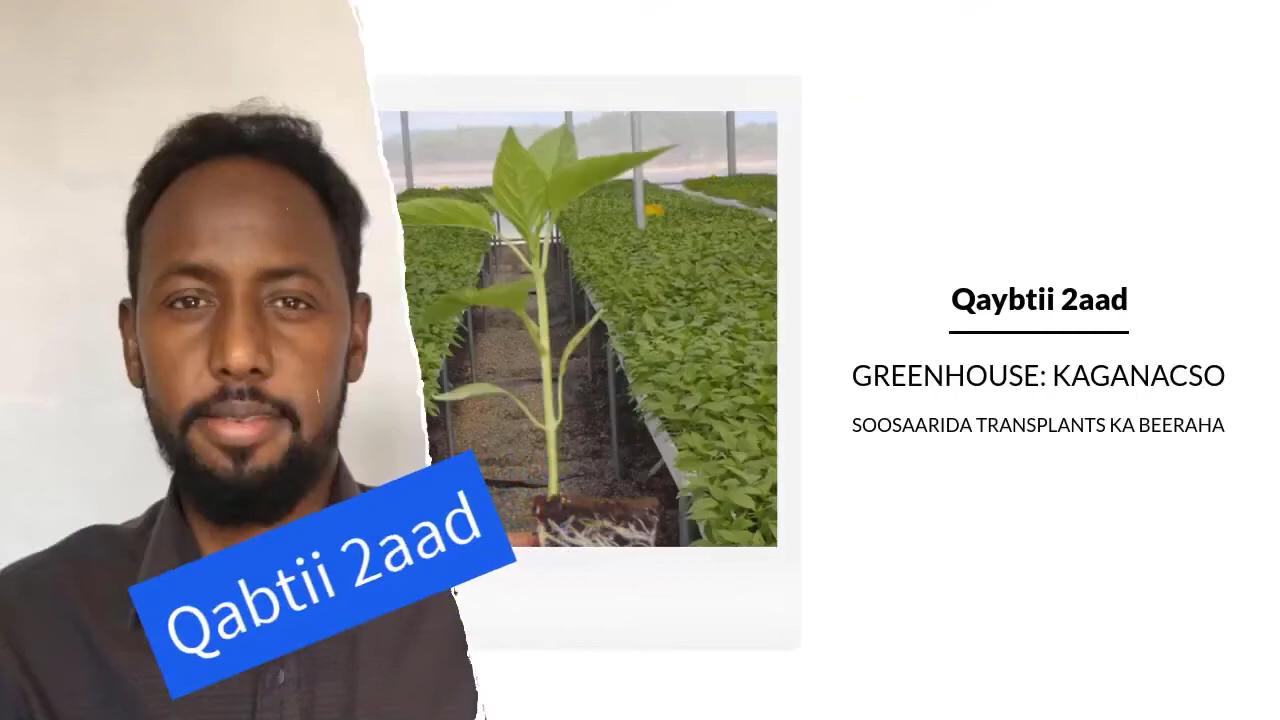 Qabtii 2aad
Qaybtii 2aad
GREENHOUSE: KAGANACSO
SOOSAARIDA TRANSPLANTS KA BEERAHA